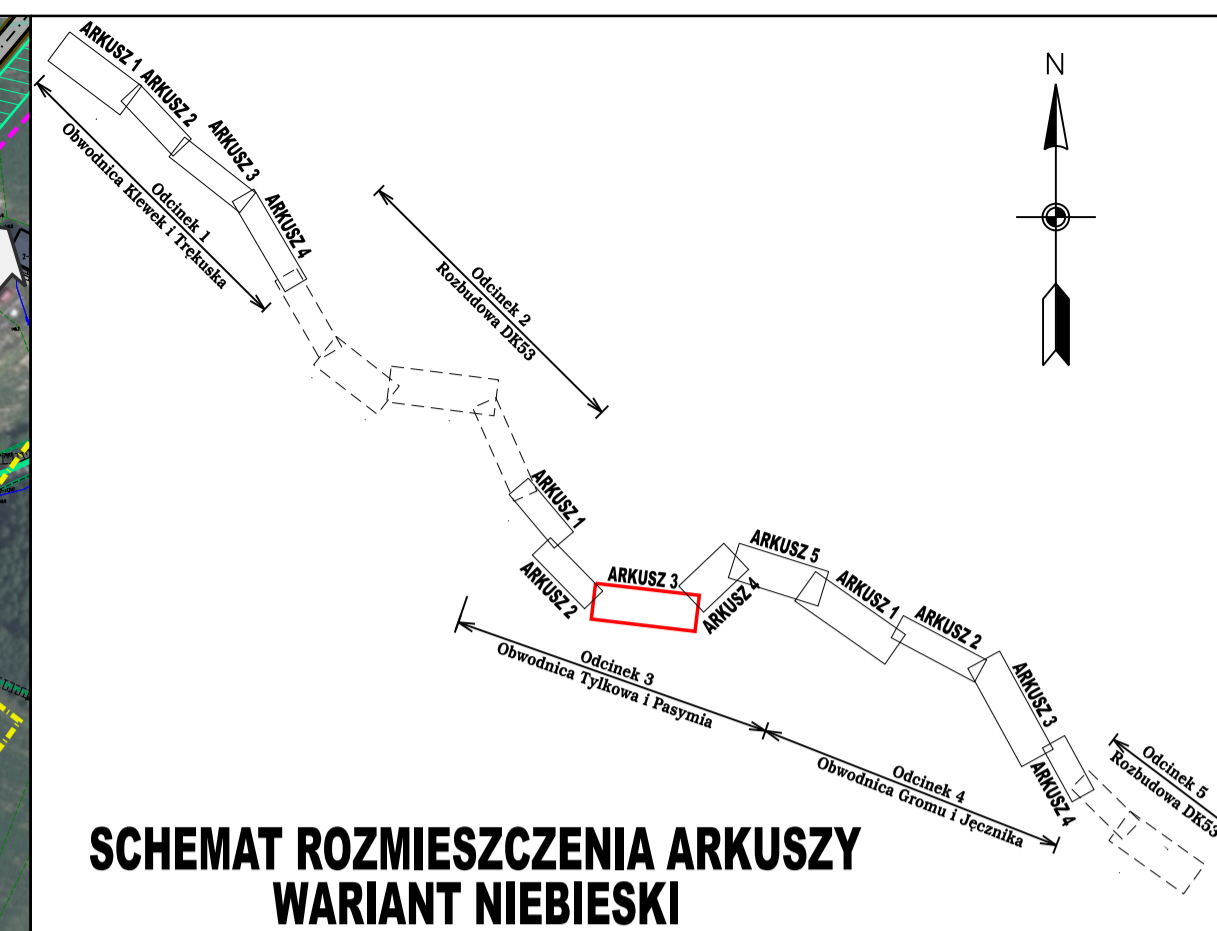 ARKUSZ 1
ARKUSZ 2
ARKUSZ 3
ARKUSZ 4
Odcinek 1
Obwodnica Klewek i Trękuska
N
Odcinek 2
Rozbudowa DK53
ARKUSZ 1
ARKUSZ 2
ARKUSZ 3
ARKUSZ 4
ARKUSZ 5
Odcinek 3
Obwodnica Tylkowa i Pasymia
ARKUSZ 1
ARKUSZ 2
ARKUSZ 3
ARKUSZ 4
Odcinek 4
Obwodnica Gromu i Jęcznika
Odcinek 5
Rozbudowa DK53
SCHEMAT ROZMIESZCZENIA ARKUSZY
WARIANT NIEBIESKI